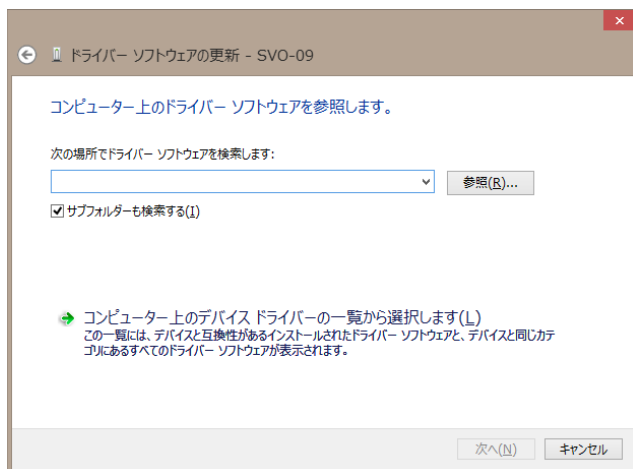 ドライバー ソフトウェアの更新 - SVO-09
コンピューター上のドライバー ソフトウェアを参照します。
次の場所でドライバー ソフトウェアを検索します:
参照(R)...
サブフォルダーも検索する(I)
コンピューター上のデバイス ドライバーの一覧から選択します(L)
この一覧には、デバイスと互換性があるインストールされたドライバー ソフトウェアと、デバイスと同じカテ
ゴリにあるすべてのドライバー ソフトウェアが表示されます。
次へ(N)
キャンセル